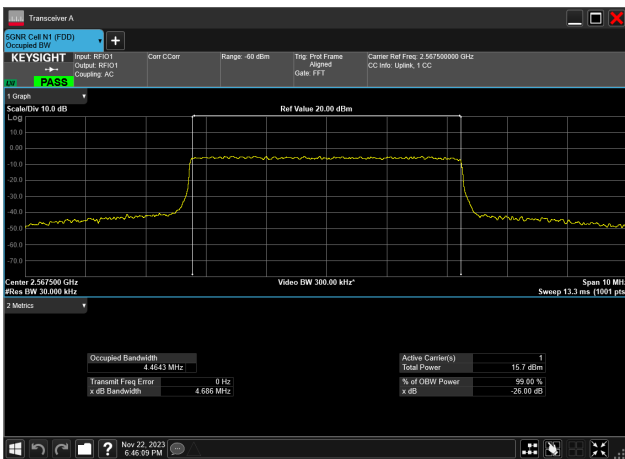 Transceiver A
5GNR Cell N1 (FDD)
Occupied BW
KEYSIGHT
LV
PASS
Input: RFIO1
Output: RFIO1
Coupling: AC
Corr CCorr
Range: -60 dBm
Trig: Prot Frame
Aligned
Gate: FFT
Carrier Ref Freq: 2.567500000 GHz
CC Info: Uplink, 1 CC
1 Graph
Scale/Div 10.0 dB
Ref Value 20.00 dBm
Log
10.0
0.00
-10.0
-20.0
-30.0
-40.0
-50.0
-60.0
-70.0
Center 2.567500 GHz
Video BW 300.00 kHz*
Span 10 MHz
#Res BW 30.000 kHz
Sweep 13.3 ms (1001 pts
2 Metrics
Occupied Bandwidth
4.4643 MHz
Active Carrier(s) 1
Total Power 15.7 dBm
Transmit Freq Error 0 Hz
x dB Bandwidth 4.686 MHz
% of OBW Power 99.00 %
x dB -26.00 dB
Nov 22, 2023
6:46:09 PM